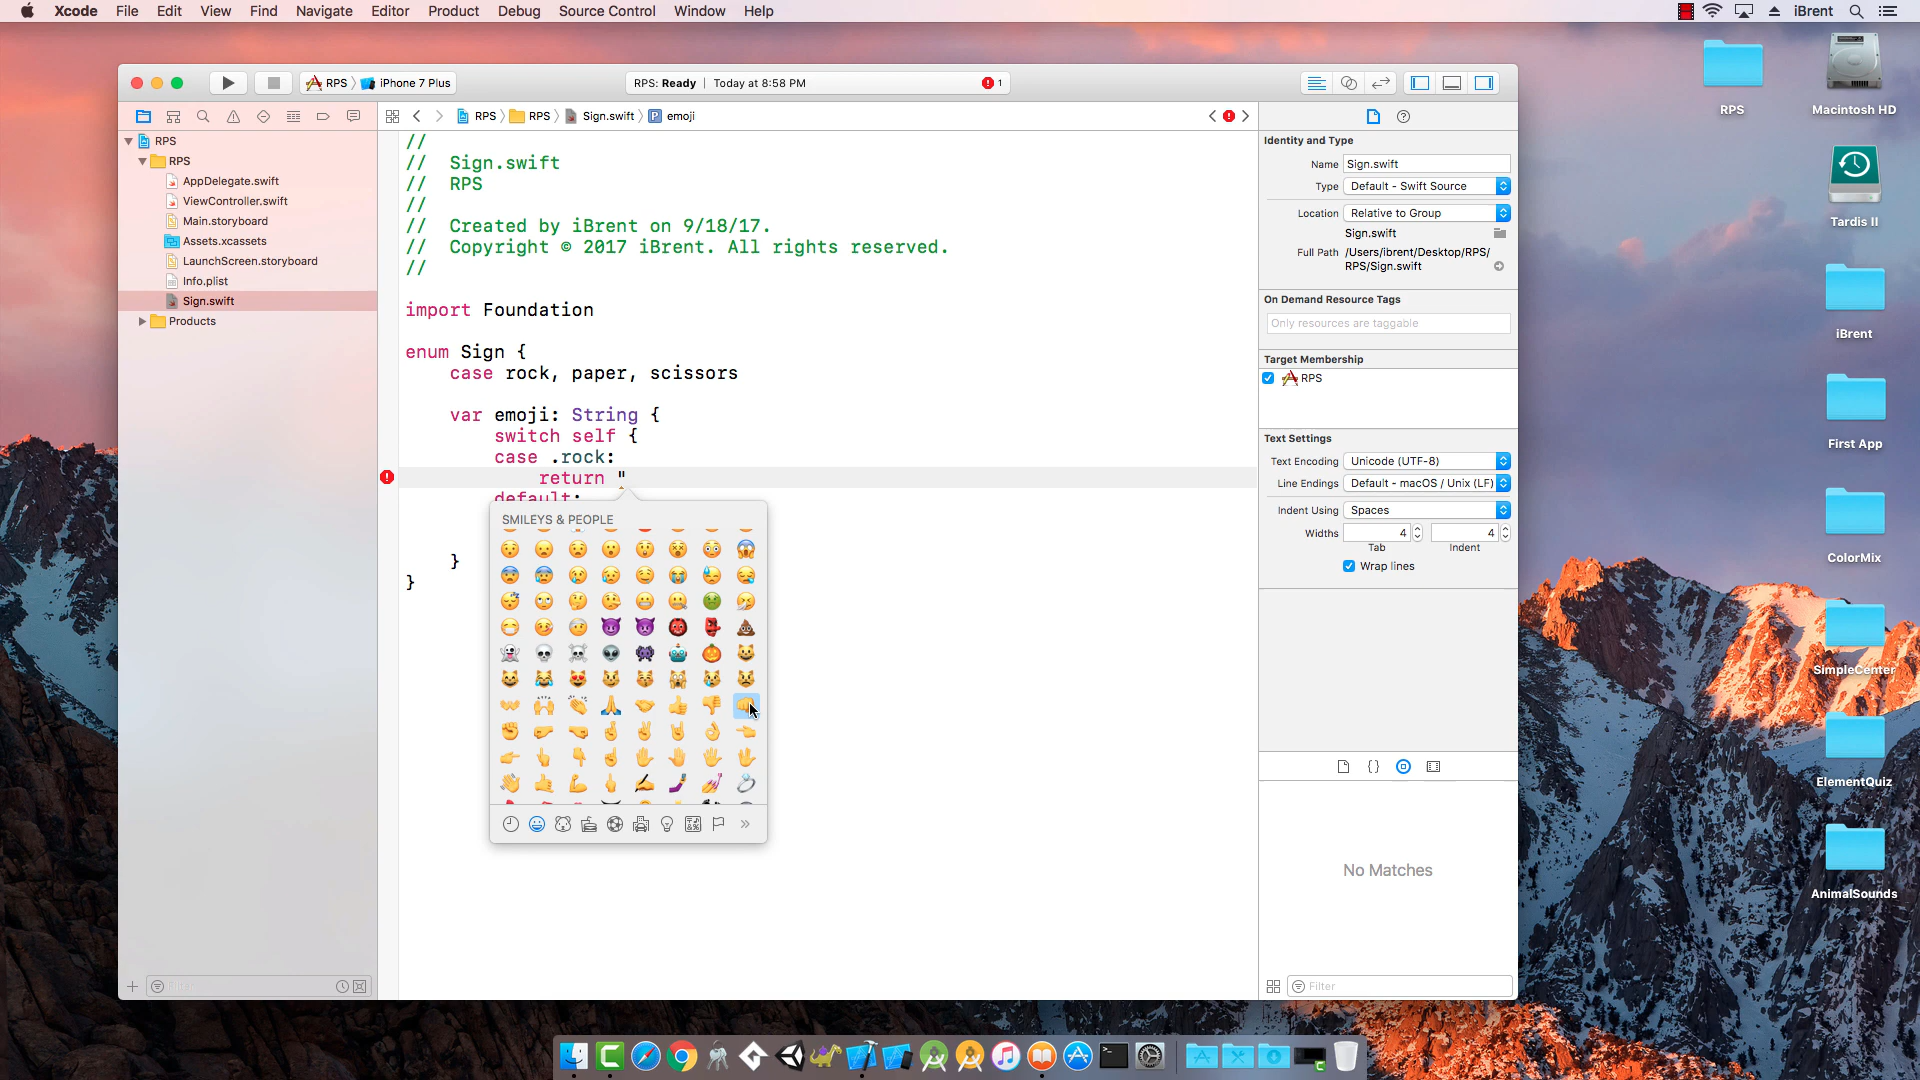 Xcode File Edit View Find Navigate Editor Product Debug Source Control Window Help iBrent
RPS iPhone 7 Plus
RPS: Ready | Today at 8:58 PM
1
RPS RPS Sign.swift emoji
RPS
RPS
AppDelegate.swift
ViewController.swift
Main.storyboard
Assets.xcassets
LaunchScreen.storyboard
Info.plist
Sign.swift
Products
Filter
//
// Sign.swift
// RPS
//
// Created by iBrent on 9/18/17.
// Copyright © 2017 iBrent. All rights reserved.
//
import Foundation
enum Sign {
case rock, paper, scissors
var emoji: String {
switch self {
case .rock:
return "
default:
}
}
SMILEYS & PEOPLE
Identity and Type
Name Sign.swift
Type Default - Swift Source
Location Relative to Group
Sign.swift
Full Path /Users/ibrent/Desktop/RPS/
RPS/Sign.swift
On Demand Resource Tags
Only resources are taggable
Target Membership
RPS
Text Settings
Text Encoding Unicode (UTF-8)
Line Endings Default - macOS / Unix (LF)
Indent Using Spaces
Widths 4 4
Tab Indent
Wrap lines
No Matches
Filter
RPS
Macintosh HD
Tardis II
iBrent
First App
ColorMix
SimpleCenter
ElementQuiz
AnimalSounds